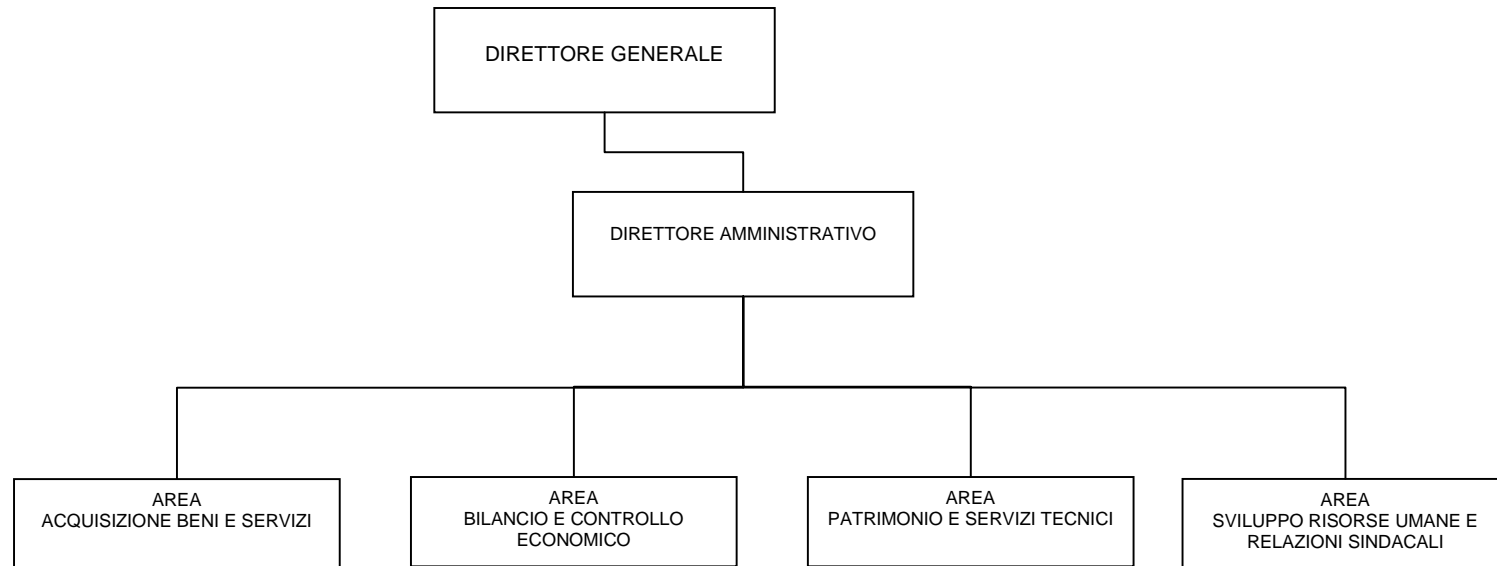 DIRETTORE GENERALE
DIRETTORE AMMINISTRATIVO
AREA
ACQUISIZIONE BENI E SERVIZI
AREA
BILANCIO E CONTROLLO
ECONOMICO
AREA
PATRIMONIO E SERVIZI TECNICI
AREA
SVILUPPO RISORSE UMANE E
RELAZIONI SINDACALI